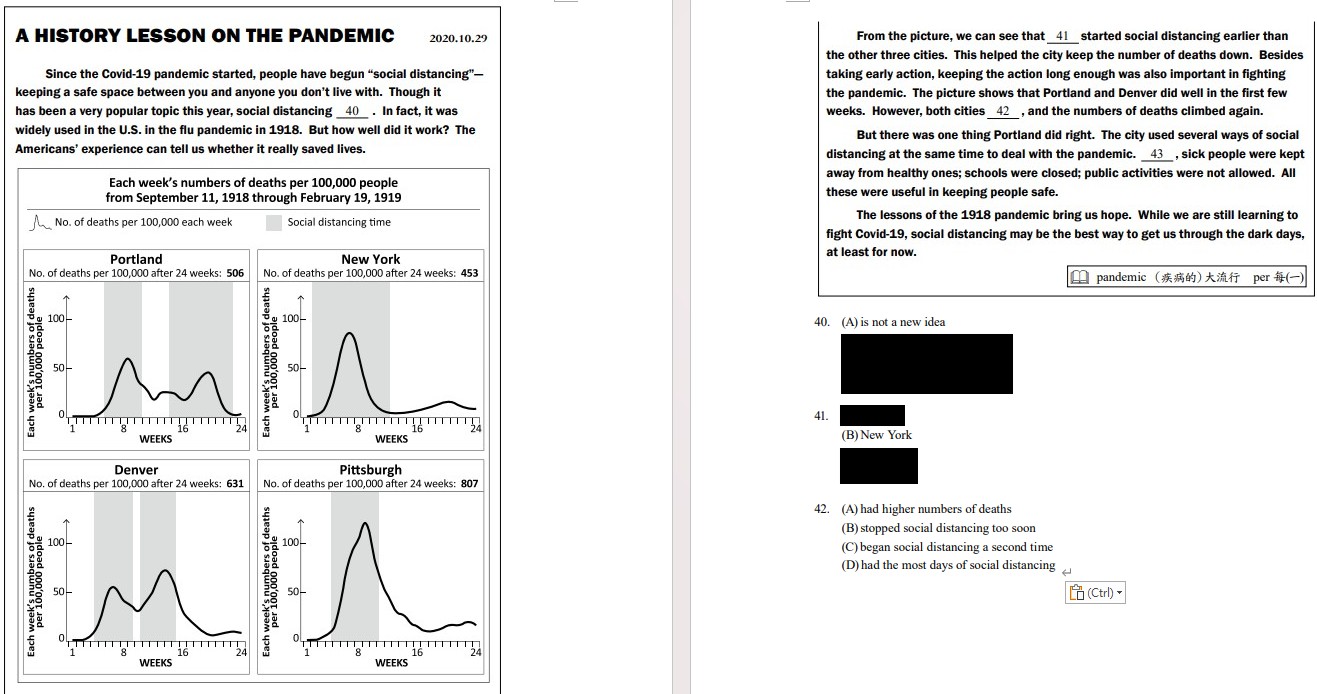 A HISTORY LESSON ON THE PANDEMIC 2020.10.29
Since the Covid-19 pandemic started, people have begun “social distancing”—
keeping a safe space between you and anyone you don’t live with. Though it
has been a very popular topic this year, social distancing 40 . In fact, it was
widely used in the U.S. in the flu pandemic in 1918. But how well did it work? The
Americans’ experience can tell us whether it really saved lives.
Each week’s numbers of deaths per 100,000 people
from September 11, 1918 through February 19, 1919
No. of deaths per 100,000 each week Social distancing time
Portland
No. of deaths per 100,000 after 24 weeks: 506
Each week’s numbers of deaths
per 100,000 people
100
50
0
1 8 16 24
WEEKS
New York
No. of deaths per 100,000 after 24 weeks: 453
Each week’s numbers of deaths
per 100,000 people
100
50
0
1 8 16 24
WEEKS
Denver
No. of deaths per 100,000 after 24 weeks: 631
Each week’s numbers of deaths
per 100,000 people
100
50
0
1 8 16 24
WEEKS
Pittsburgh
No. of deaths per 100,000 after 24 weeks: 807
Each week’s numbers of deaths
per 100,000 people
100
50
0
1 8 16 24
WEEKS
From the picture, we can see that 41 started social distancing earlier than
the other three cities. This helped the city keep the number of deaths down. Besides
taking early action, keeping the action long enough was also important in fighting
the pandemic. The picture shows that Portland and Denver did well in the first few
weeks. However, both cities 42 , and the numbers of deaths climbed again.
But there was one thing Portland did right. The city used several ways of social
distancing at the same time to deal with the pandemic. 43 , sick people were kept
away from healthy ones; schools were closed; public activities were not allowed. All
these were useful in keeping people safe.
The lessons of the 1918 pandemic bring us hope. While we are still learning to
fight Covid-19, social distancing may be the best way to get us through the dark days,
at least for now.
pandemic （疾病的）大流行 per 每(一)
40. (A) is not a new idea
41.
(B) New York
42. (A) had higher numbers of deaths
(B) stopped social distancing too soon
(C) began social distancing a second time
(D) had the most days of social distancing
(Ctrl)